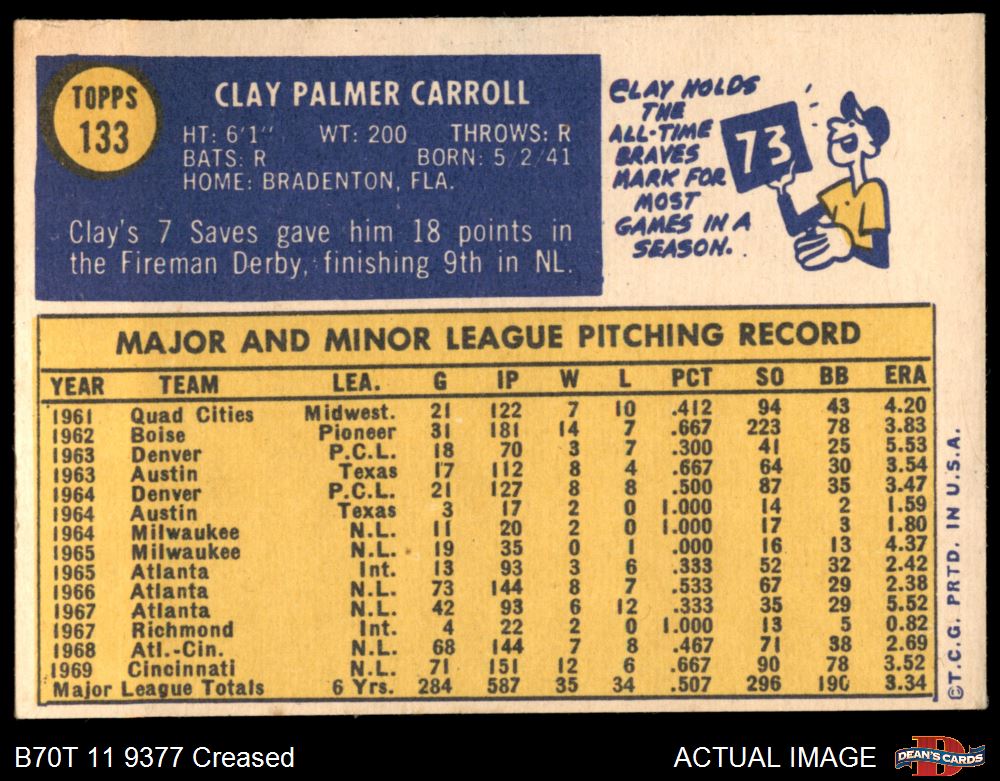 TOPPS
133
CLAY PALMER CARROLL
HT: 6'1" WT: 200 THROWS: R
BATS: R BORN: 5/2/41
HOME: BRADENTON, FLA.
Clay's 7 Saves gave him 18 points in
the Fireman Derby, finishing 9th in NL.
CLAY HOLDS
THE
ALL-TIME
BRAVES
MARK FOR
MOST
GAMES IN A
SEASON.
73
MAJOR AND MINOR LEAGUE PITCHING RECORD
YEAR TEAM LEA. G IP W L PCT SO BB ERA
1961 Quad Cities Midwest. 21 122 7 10 .412 94 43 4.20
1962 Boise Pioneer 31 181 14 7 .667 223 78 3.83
1963 Denver P.C.L. 18 70 3 7 .300 41 25 5.53
1963 Austin Texas 17 112 8 4 .667 64 30 3.54
1964 Denver P.C.L. 21 127 8 8 .500 87 35 3.47
1964 Austin Texas 3 17 2 0 1.000 14 2 1.59
1964 Milwaukee N.L. 11 20 2 0 1.000 17 3 1.80
1965 Milwaukee N.L. 19 35 0 1 .000 16 13 4.37
1965 Atlanta Int. 13 93 3 6 .333 52 32 2.42
1966 Atlanta N.L. 73 144 8 7 .533 67 29 2.38
1967 Atlanta N.L. 42 93 6 12 .333 35 29 5.52
1967 Richmond Int. 4 22 2 0 1.000 13 5 0.82
1968 Atl.-Cin. N.L. 68 144 7 8 .467 71 38 2.69
1969 Cincinnati N.L. 71 151 12 6 .667 90 78 3.52
Major League Totals 6 Yrs. 284 587 35 34 .507 296 190 3.34
©T.C.G. PRTD. IN U.S.A.
B70T 11 9377 Creased
ACTUAL IMAGE
D
DEAN'S CARDS